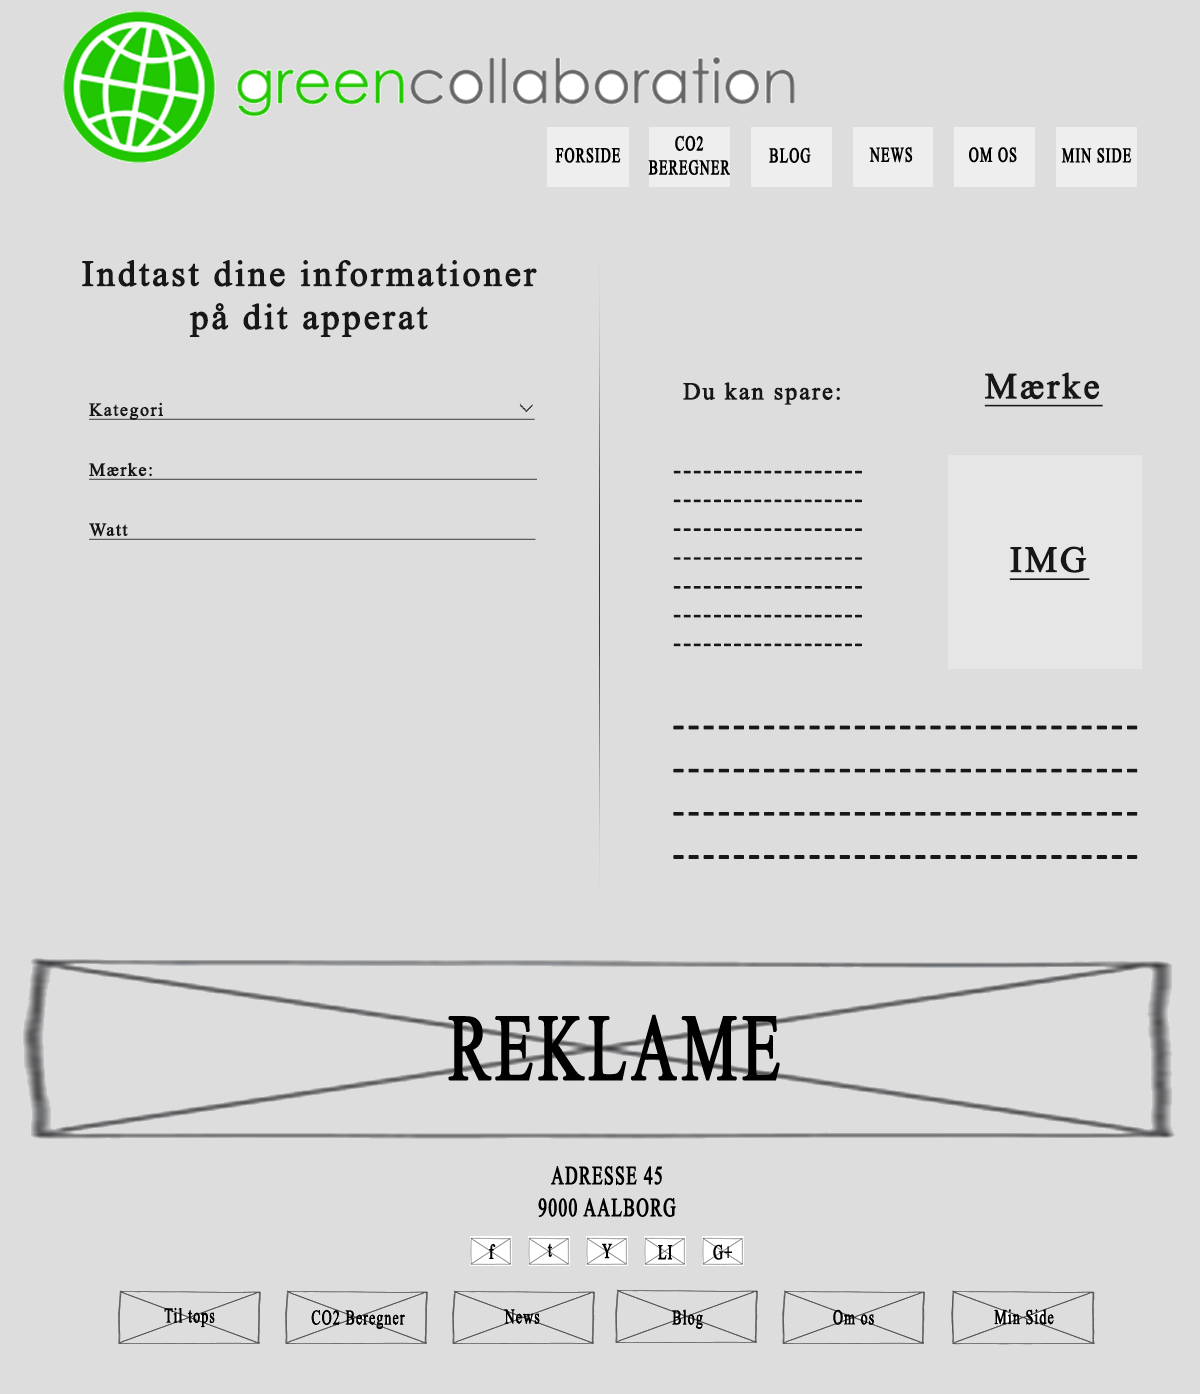 greencollaboration
FORSIDE
CO2
BEREGNER
BLOG
NEWS
OM OS
MIN SIDE
Indtast dine informationer
på dit apperat
Kategori
Mærke:
Watt
Du kan spare:
Mærke
IMG
REKLAME
ADRESSE 45
9000 AALBORG
f
t
Y
LI
G+
Til tops
CO2 Beregner
News
Blog
Om os
Min Side